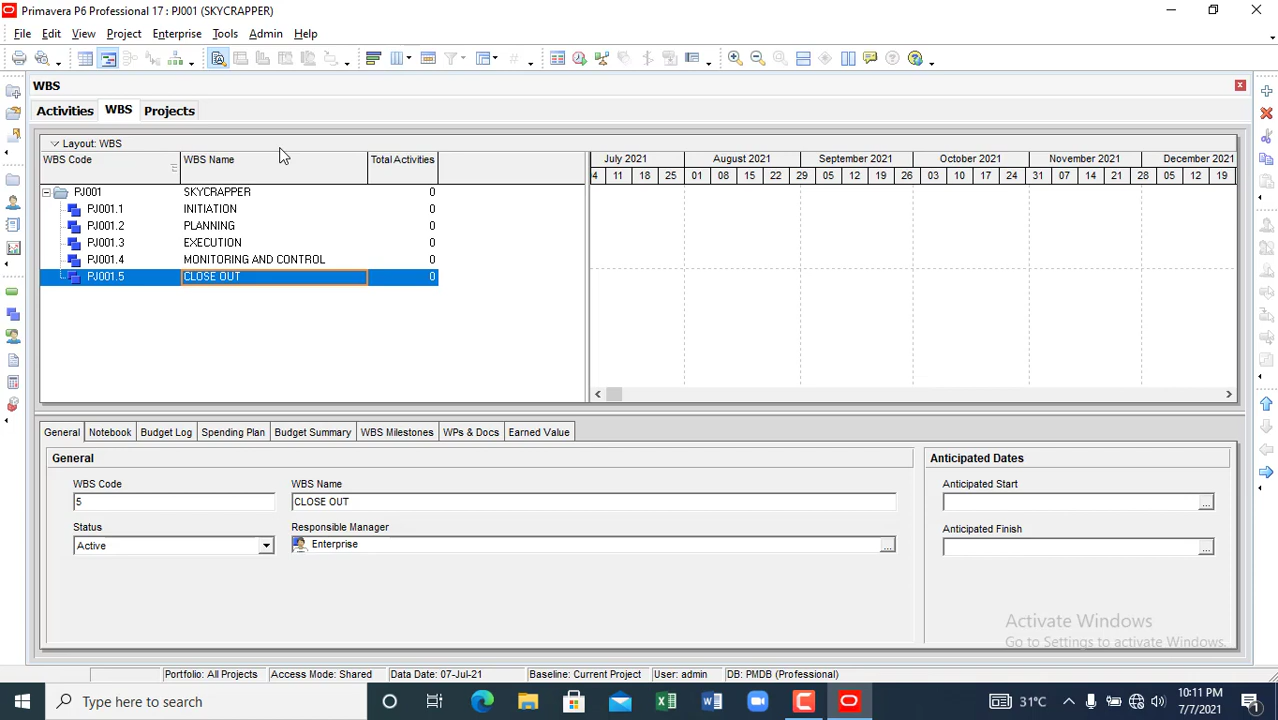 Primavera P6 Professional 17 : PJ001 (SKYCRAPPER)
File Edit View Project Enterprise Tools Admin Help
WBS
Activities WBS Projects
Layout: WBS
WBS Code WBS Name Total Activities
PJ001 SKYCRAPPER 0
PJ001.1 INITIATION 0
PJ001.2 PLANNING 0
PJ001.3 EXECUTION 0
PJ001.4 MONITORING AND CONTROL 0
PJ001.5 CLOSE OUT 0
July 2021 August 2021 September 2021 October 2021 November 2021 December 2021
4 11 18 25 01 08 15 22 29 05 12 19 26 03 10 17 24 31 07 14 21 28 05 12 19
General Notebook Budget Log Spending Plan Budget Summary WBS Milestones WPs & Docs Earned Value
General
WBS Code WBS Name
5 CLOSE OUT
Status Responsible Manager
Active Enterprise
Anticipated Dates
Anticipated Start
Anticipated Finish
Activate Windows
Go to Settings to activate Windows.
Portfolio: All Projects Access Mode: Shared Data Date: 07-Jul-21 Baseline: Current Project User: admin DB: PMDB (Professional)
Type here to search
31°C
10:11 PM
7/7/2021
1